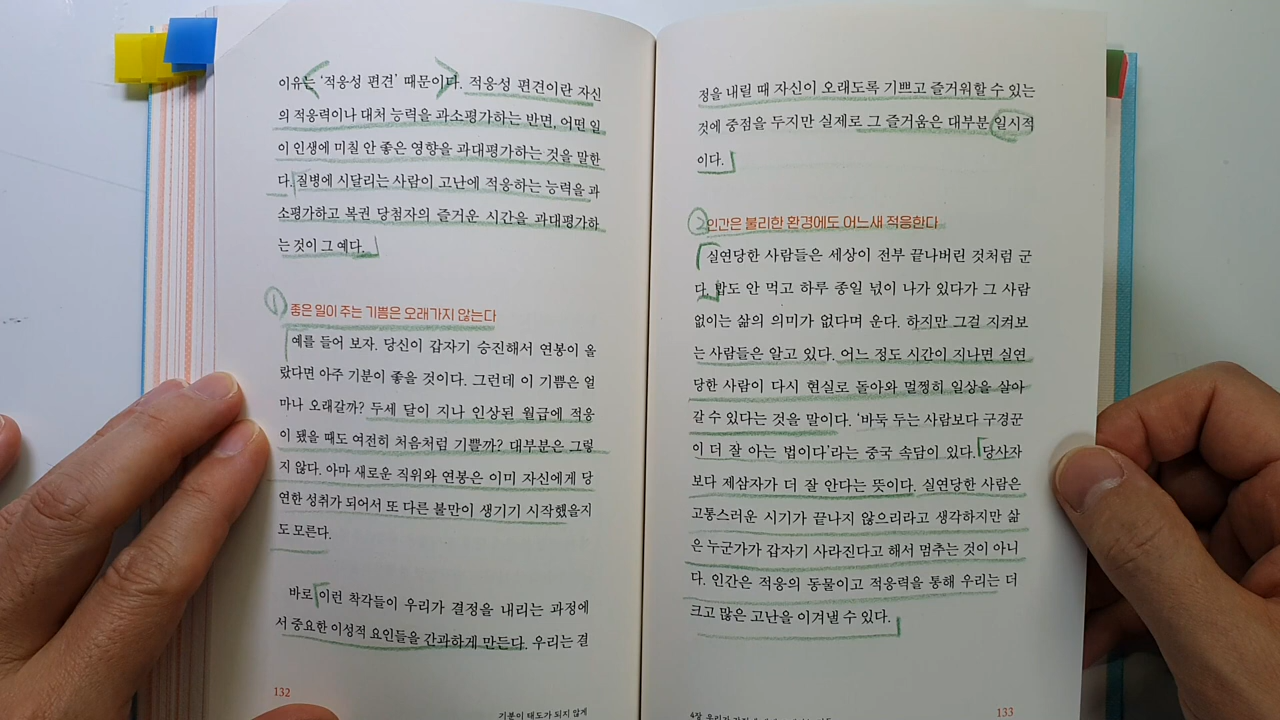 이유는 '적응성 편견' 때문이다. 적응성 편견이란 자신
의 적응력이나 대처 능력을 과소평가하는 반면, 어떤 일
이 인생에 미칠 안 좋은 영향을 과대평가하는 것을 말한
다. 질병에 시달리는 사람이 고난에 적응하는 능력을 과
소평가하고 복권 당첨자의 즐거운 시간을 과대평가하
는 것이 그 예다.
① 좋은 일이 주는 기쁨은 오래가지 않는다
예를 들어 보자. 당신이 갑자기 승진해서 연봉이 올
랐다면 아주 기분이 좋을 것이다. 그런데 이 기쁨은 얼
마나 오래갈까? 두세 달이 지나 인상된 월급에 적응
이 됐을 때도 여전히 처음처럼 기쁠까? 대부분은 그렇
지 않다. 아마 새로운 직위와 연봉은 이미 자신에게 당
연한 성취가 되어서 또 다른 불만이 생기기 시작했을지
도 모른다.
바로 이런 착각들이 우리가 결정을 내리는 과정에
서 중요한 이성적 요인들을 간과하게 만든다. 우리는 결
132
기분이 태도가 되지 않게
정을 내릴 때 자신이 오래도록 기쁘고 즐거워할 수 있는
것에 중점을 두지만 실제로 그 즐거움은 대부분 일시적
이다.
② 인간은 불리한 환경에도 어느새 적응한다
실연당한 사람들은 세상이 전부 끝나버린 것처럼 군
다. 밥도 안 먹고 하루 종일 넋이 나가 있다가 그 사람
없이는 삶의 의미가 없다며 운다. 하지만 그걸 지켜보
는 사람들은 알고 있다. 어느 정도 시간이 지나면 실연
당한 사람이 다시 현실로 돌아와 멀쩡히 일상을 살아
갈 수 있다는 것을 말이다. '바둑 두는 사람보다 구경꾼
이 더 잘 아는 법이다'라는 중국 속담이 있다. 당사자
보다 제삼자가 더 잘 안다는 뜻이다. 실연당한 사람은
고통스러운 시기가 끝나지 않으리라고 생각하지만 삶
은 누군가가 갑자기 사라진다고 해서 멈추는 것이 아니
다. 인간은 적응의 동물이고 적응력을 통해 우리는 더
크고 많은 고난을 이겨낼 수 있다.
4장 우리가
133